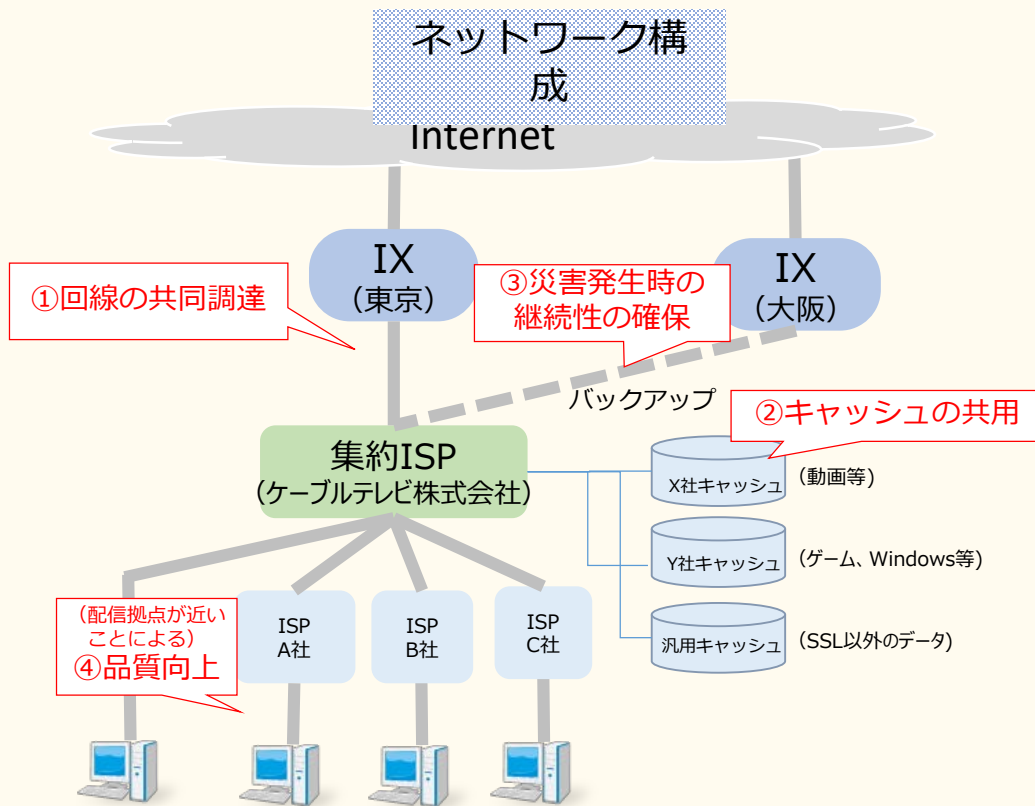 ネットワーク構
成
Internet
IX
（東京）
IX
（大阪）
①回線の共同調達
③災害発生時の
継続性の確保
バックアップ
②キャッシュの共用
集約ISP
（ケーブルテレビ株式会社）
X社キャッシュ
(動画等)
Y社キャッシュ
(ゲーム、Windows等)
汎用キャッシュ
(SSL以外のデータ)
（配信拠点が近い
ことによる）
④品質向上
ISP
A社
ISP
B社
ISP
C社